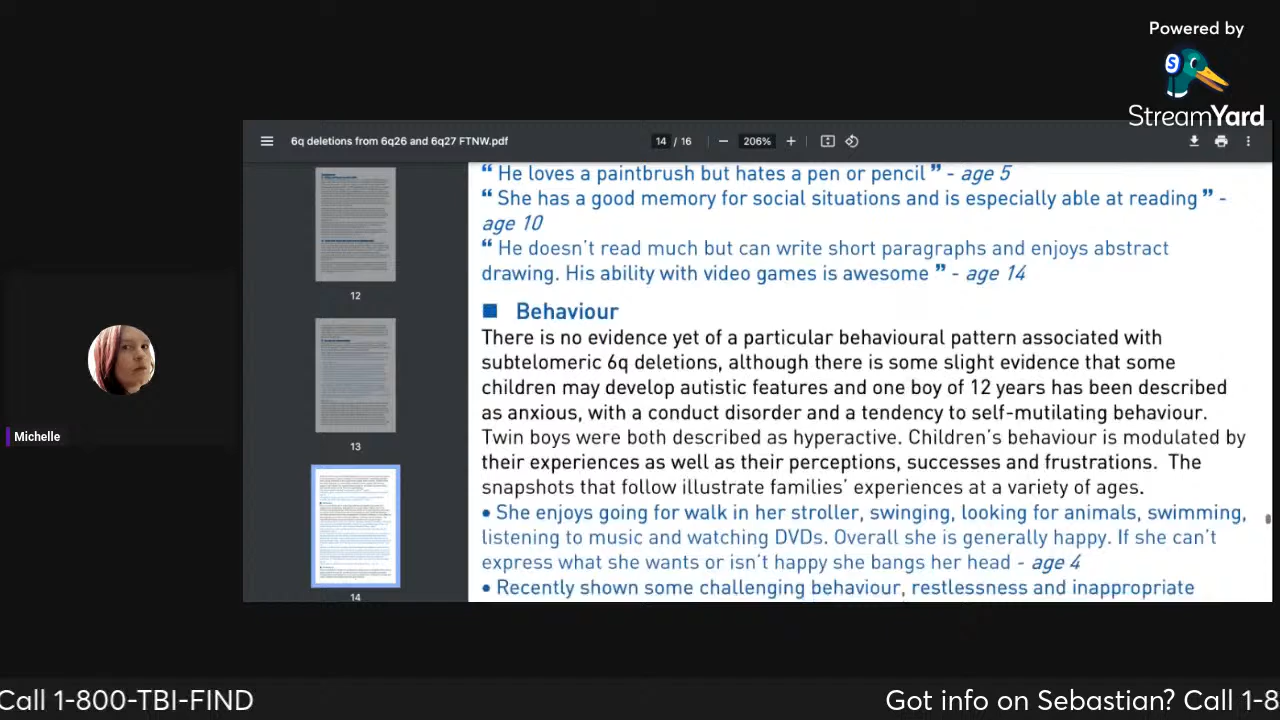 Powered by
StreamYard
6q deletions from 6q26 and 6q27 FTNW.pdf
14 / 16
206%
“ He loves a paintbrush but hates a pen or pencil ” - age 5
“ She has a good memory for social situations and is especially able at reading ” -
age 10
“ He doesn’t read much but can write short paragraphs and enjoys abstract
drawing. His ability with video games is awesome ” - age 14
■ Behaviour
There is no evidence yet of a particular behavioural pattern associated with
subtelomeric 6q deletions, although there is some slight evidence that some
children may develop autistic features and one boy of 12 years has been described
as anxious, with a conduct disorder and a tendency to self-mutilating behaviour.
Twin boys were both described as hyperactive. Children’s behaviour is modulated by
their experiences as well as their perceptions, successes and frustrations. The
snapshots that follow illustrate families’ experiences at a variety of ages.
• She enjoys going for walks in her stroller, swinging, looking for animals, swimming,
listening to music and watching DVDs. Overall she is generally happy. If she can’t
express what she wants or isn’t happy she bangs her head - age 4
• Recently shown some challenging behaviour, restlessness and inappropriate
12
13
14
Michelle
Call 1-800-TBI-FIND
Got info on Sebastian? Call 1-8